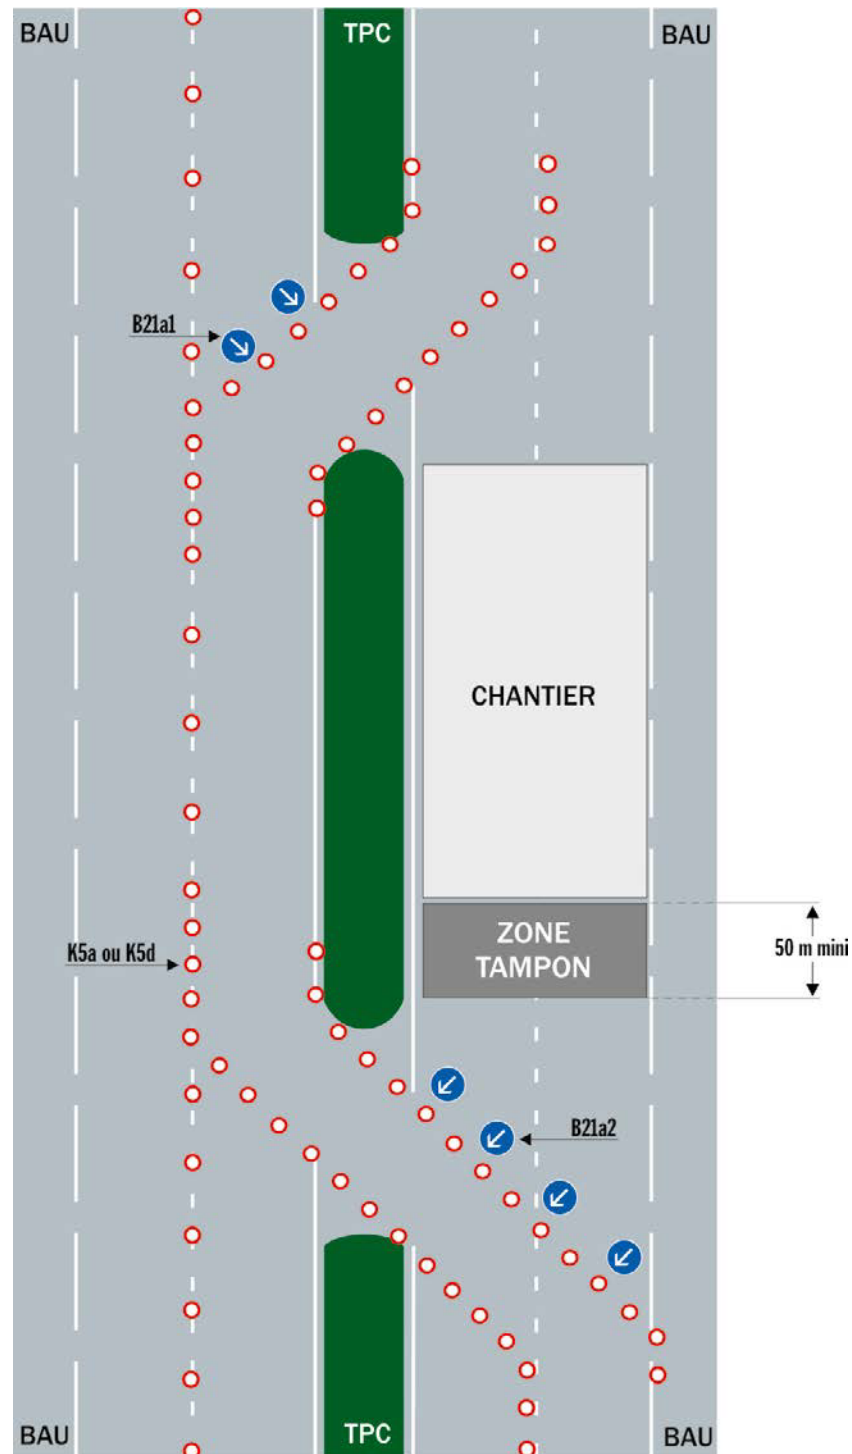 BAU
TPC
BAU
B21a1
CHANTIER
K5a ou K5d
ZONE
TAMPON
50 m mini
B21a2
BAU
TPC
BAU